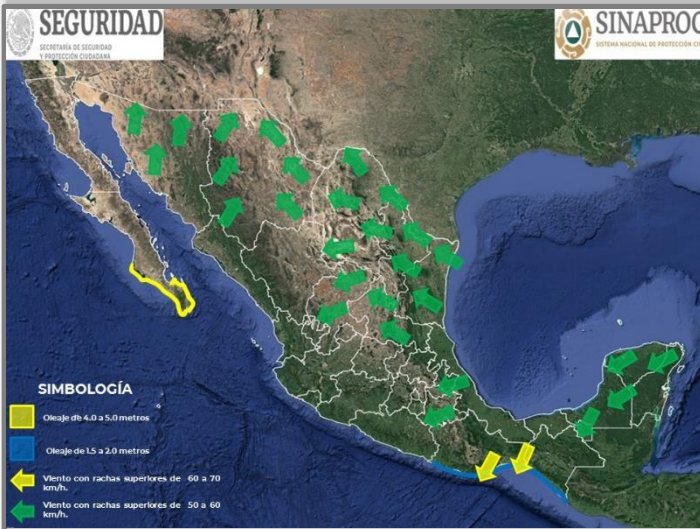 SEGURIDAD
SECRETARÍA DE SEGURIDAD
Y PROTECCIÓN CIUDADANA
SINAPROC
SISTEMA NACIONAL DE PROTECCIÓN CI
SIMBOLOGÍA
Oleaje de 4.0 a 5.0 metros
Oleaje de 1.5 a 2.0 metros
Viento con rachas superiores de 60 a 70
km/h.
Viento con rachas superiores de 50 a 60
km/h.